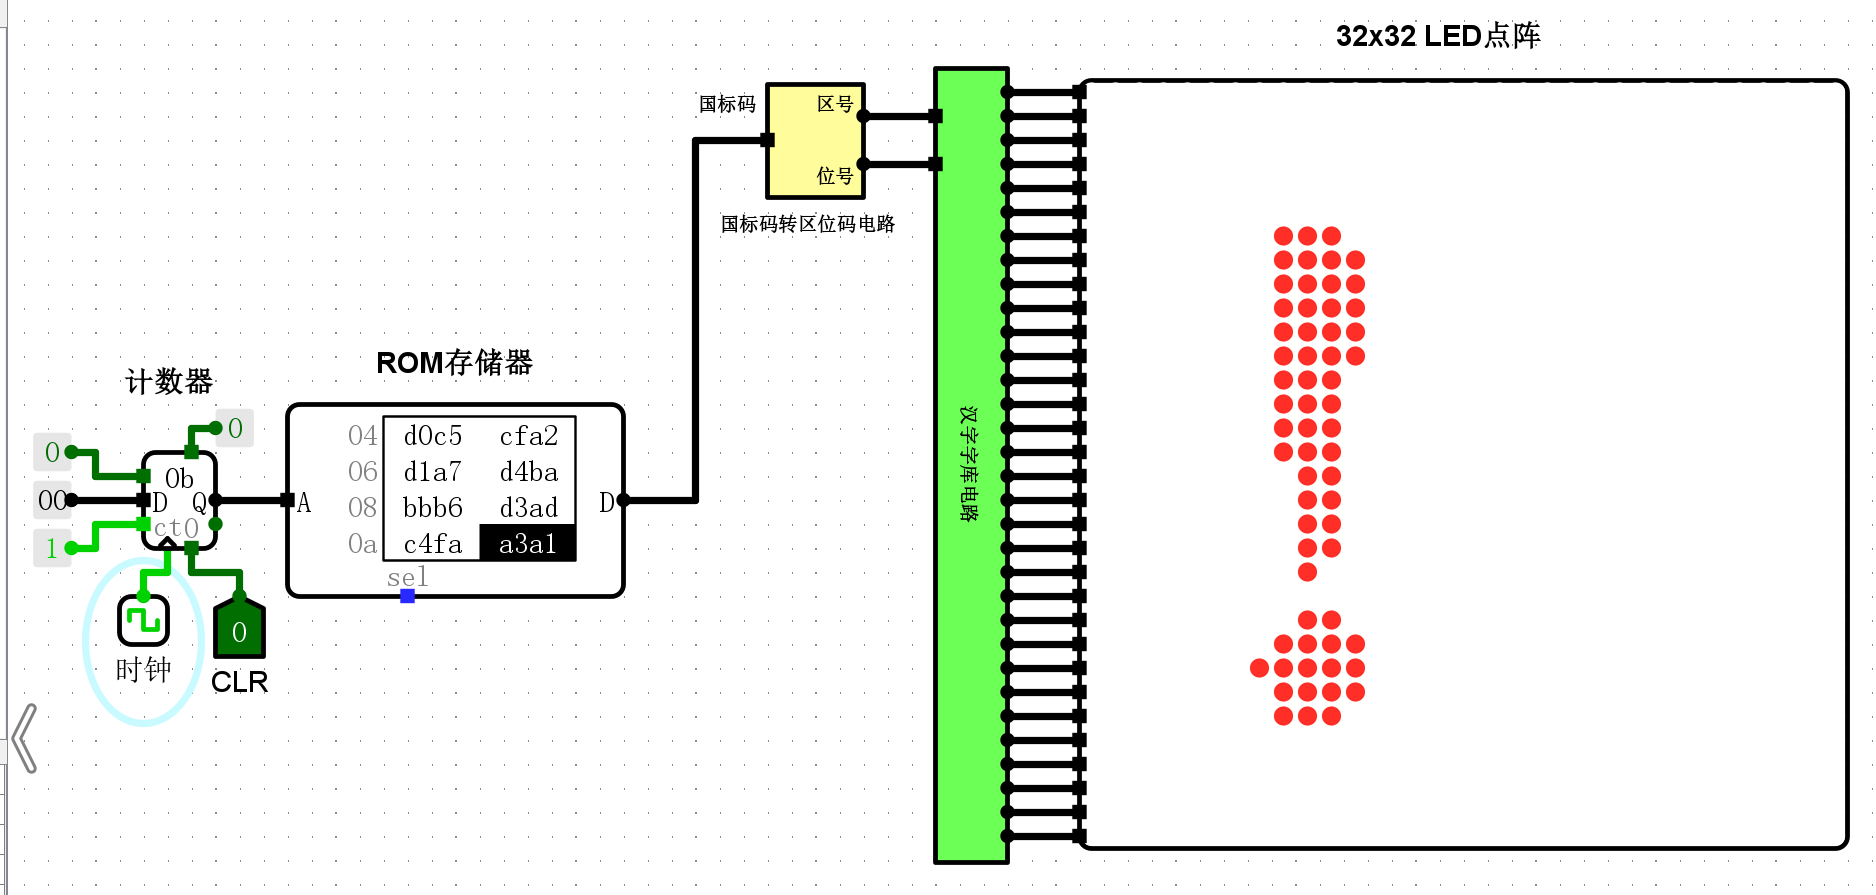 32x32 LED点阵
国标码
区号
位号
国标码转区位码电路
汉字字库电路
ROM存储器
04 d0c5 cfa2
06 d1a7 d4ba
08 bbb6 d3ad
0a c4fa a3a1
A
D
sel
计数器
0
0
00
1
0b
D Q
ct0
时钟
0
CLR